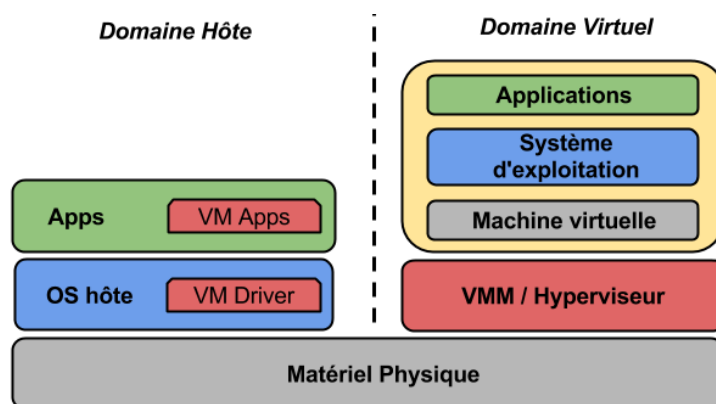 Domaine Hôte
Domaine Virtuel
Applications
Système
d'exploitation
Machine virtuelle
Apps
VM Apps
OS hôte
VM Driver
VMM / Hyperviseur
Matériel Physique